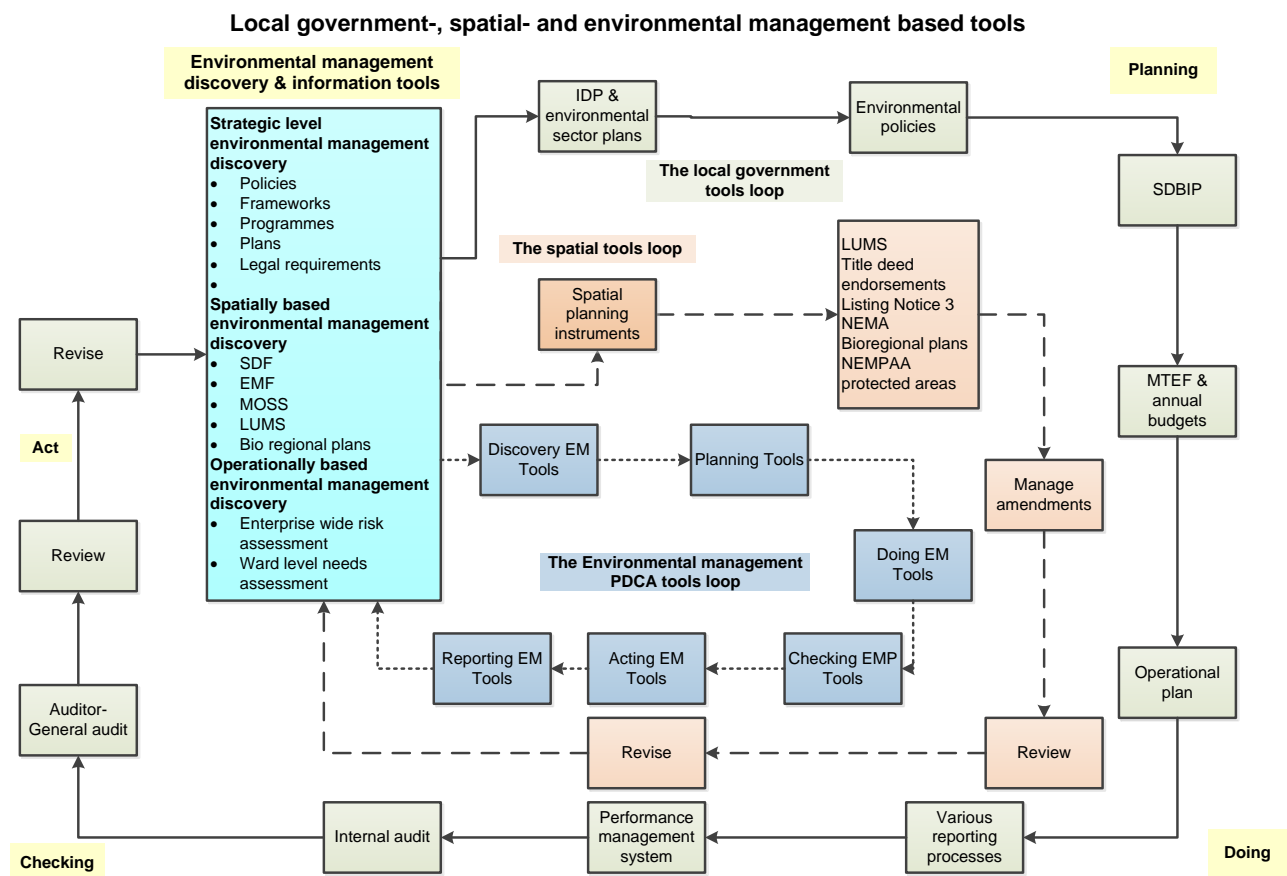 Local government-, spatial- and environmental management based tools
Environmental management
discovery & information tools
Planning
Strategic level
environmental management
discovery
• Policies
• Frameworks
• Programmes
• Plans
• Legal requirements
•
Spatially based
environmental management
discovery
• SDF
• EMF
• MOSS
• LUMS
• Bio regional plans
Operationally based
environmental management
discovery
• Enterprise wide risk
assessment
• Ward level needs
assessment
IDP &
environmental
sector plans
Environmental
policies
SDBIP
The local government
tools loop
The spatial tools loop
Spatial
planning
instruments
LUMS
Title deed
endorsements
Listing Notice 3
NEMA
Bioregional plans
NEMPAA
protected areas
MTEF &
annual
budgets
Manage
amendments
Discovery EM
Tools
Planning Tools
Doing EM
Tools
The Environmental management
PDCA tools loop
Checking EMP
Tools
Acting EM
Tools
Reporting EM
Tools
Operational
plan
Review
Revise
Various
reporting
processes
Performance
management
system
Internal audit
Auditor-
General audit
Review
Act
Revise
Checking
Doing